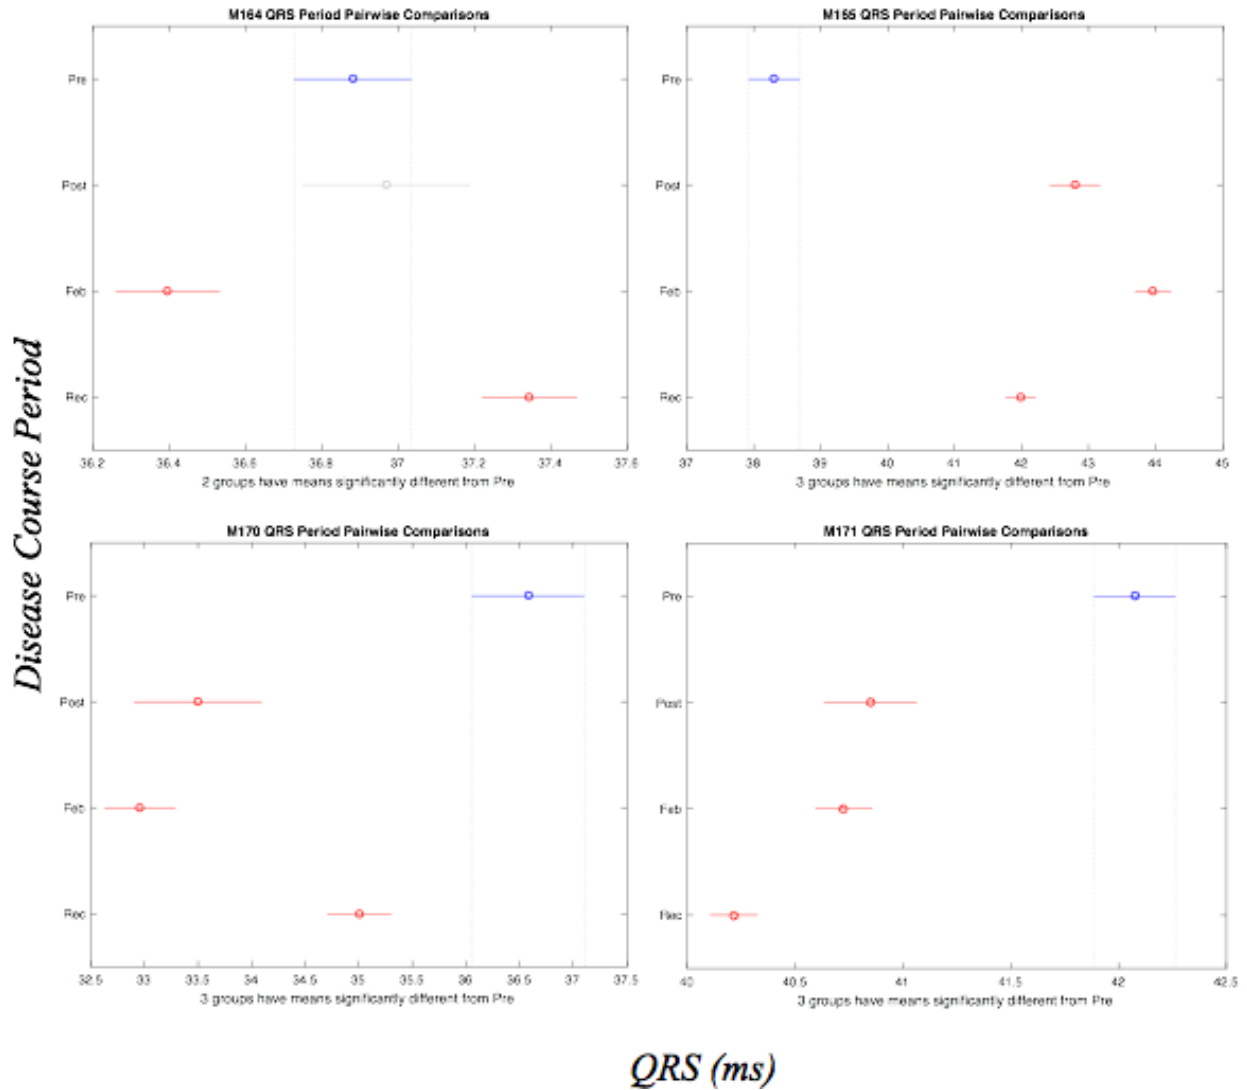 M164 QRS Period Pairwise Comparisons
Pre
Post
Feb
Rec
36.2 36.4 36.6 36.8 37 37.2 37.4 37.6
2 groups have means significantly different from Pre
M155 QRS Period Pairwise Comparisons
Pre
Post
Feb
Rec
37 38 39 40 41 42 43 44 45
3 groups have means significantly different from Pre
Disease Course Period
M170 QRS Period Pairwise Comparisons
Pre
Post
Feb
Rec
32.5 33 33.5 34 34.5 35 35.5 36 36.5 37 37.5
3 groups have means significantly different from Pre
M171 QRS Period Pairwise Comparisons
Pre
Post
Feb
Rec
40 40.5 41 41.5 42 42.5
3 groups have means significantly different from Pre
QRS (ms)